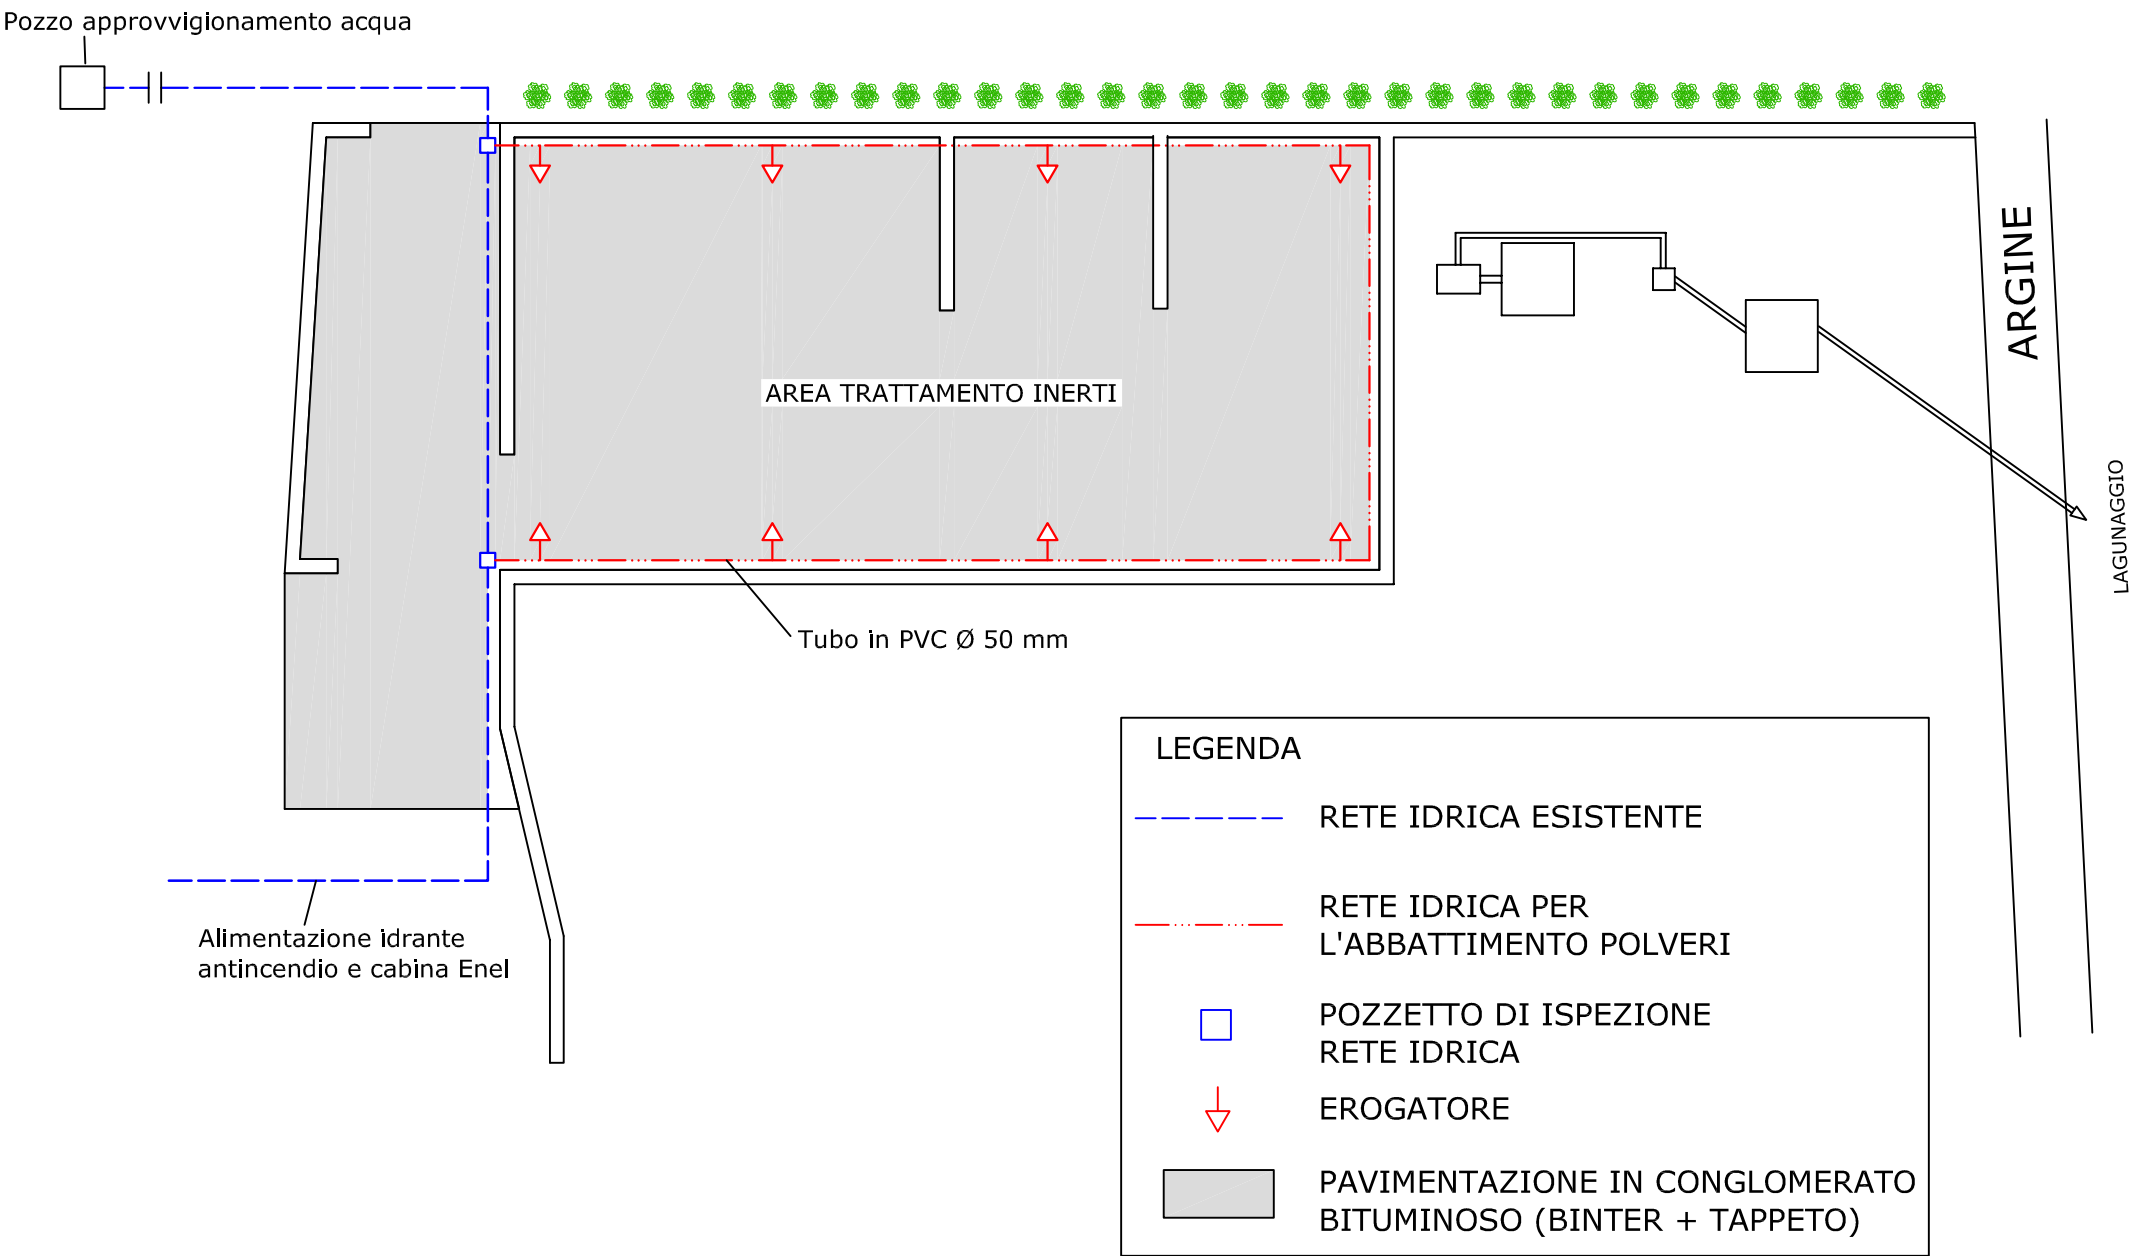 Pozzo approvvigionamento acqua
ARGINE
AREA TRATTAMENTO INERTI
LAGUNAGGIO
Tubo in PVC Ø 50 mm
Alimentazione idrante
antincendio e cabina Enel
LEGENDA
RETE IDRICA ESISTENTE
RETE IDRICA PER
L'ABBATTIMENTO POLVERI
POZZETTO DI ISPEZIONE
RETE IDRICA
EROGATORE
PAVIMENTAZIONE IN CONGLOMERATO
BITUMINOSO (BINTER + TAPPETO)